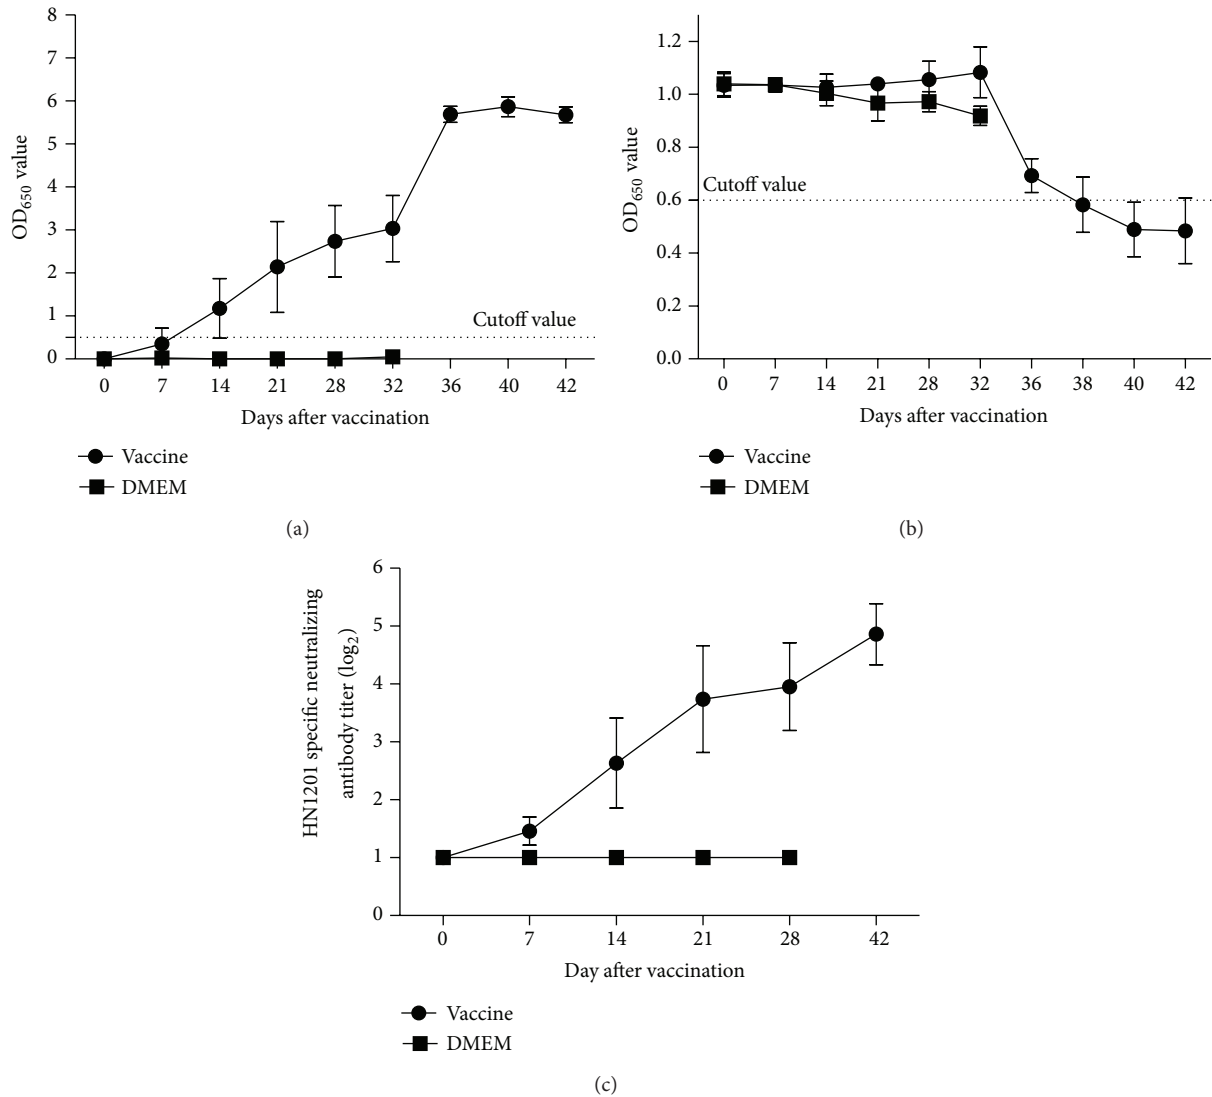 8
7
6
5
4
3
2
1
0
OD650 value
Cutoff value
0 7 14 21 28 32 36 40 42
Days after vaccination
Vaccine
DMEM
(a)
1.2
1.0
0.8
0.6
0.4
0.2
0.0
OD650 value
Cutoff value
0 7 14 21 28 32 36 38 40 42
Days after vaccination
Vaccine
DMEM
(b)
6
5
4
3
2
1
0
HN1201 specific neutralizing
antibody titer (log2)
0 7 14 21 28 42
Day after vaccination
Vaccine
DMEM
(c)